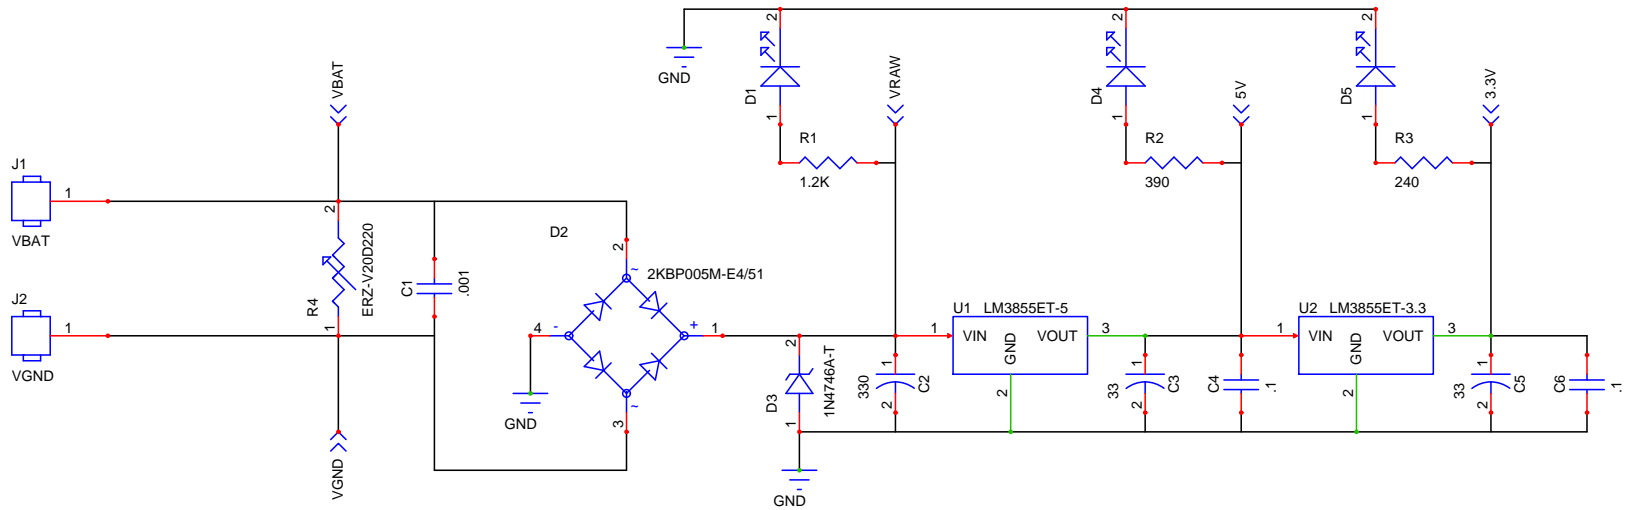 J1
1
VBAT
J2
1
VGND
VBAT
2
R4
1
ERZ-V20D220
VGND
C1
.001
D2
2
~
2KBP005M-E4/51
4
-
+
1
~
3
GND
GND
2
D1
1
R1
1.2K
VRAW
2
D3
1
1N4746A-T
GND
330
1
2
C2
U1 LM3855ET-5
1
VIN
GND
VOUT
3
2
2
D4
1
R2
390
5V
33
1
2
C3
C4
.1
U2 LM3855ET-3.3
1
VIN
GND
VOUT
3
2
2
D5
1
R3
240
3.3V
33
1
2
C5
C6
.1